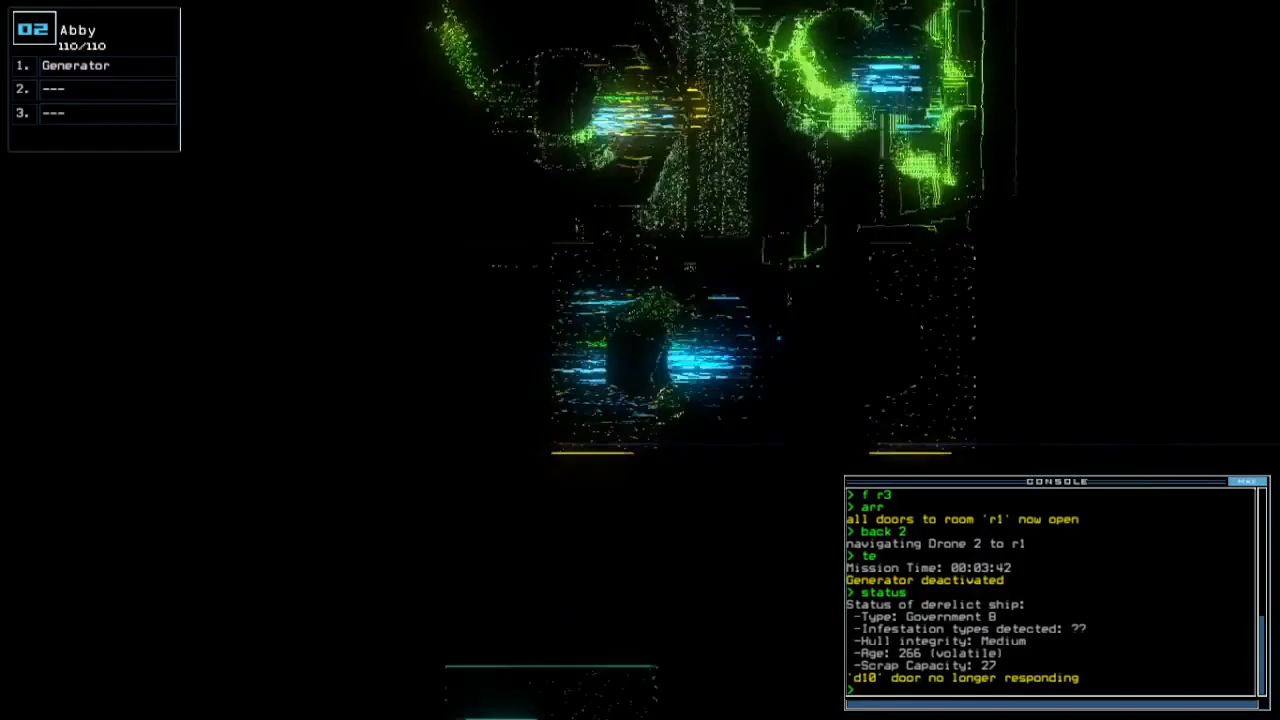 02 Abby
110/110
1. Generator
2. ---
3. ---
CONSOLE
> f r3
> arr
all doors to room 'r1' now open
> back 2
navigating Drone 2 to r1
> te
Mission Time: 00:03:42
Generator deactivated
> status
Status of derelict ship:
-Type: Government B
-Infestation types detected: ??
-Hull integrity: Medium
-Age: 266 (volatile)
-Scrap Capacity: 27
'd10' door no longer responding
>